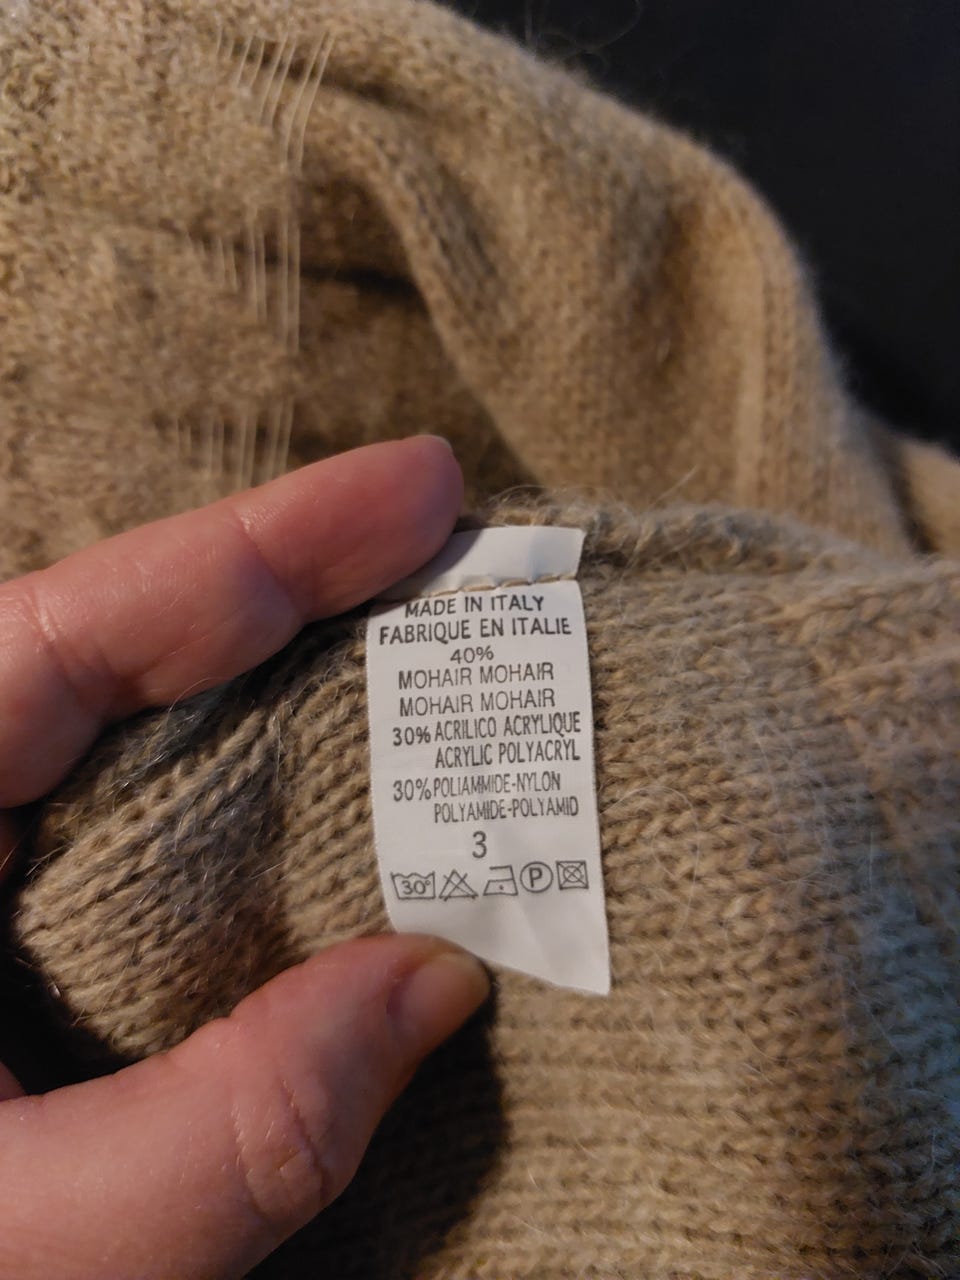 MADE IN ITALY
FABRIQUE EN ITALIE
40%
MOHAIR MOHAIR
MOHAIR MOHAIR
30% ACRILICO ACRYLIQUE
ACRYLIC POLYACRYL
30% POLIAMMIDE-NYLON
POLYAMIDE-POLYAMID
3
30° P